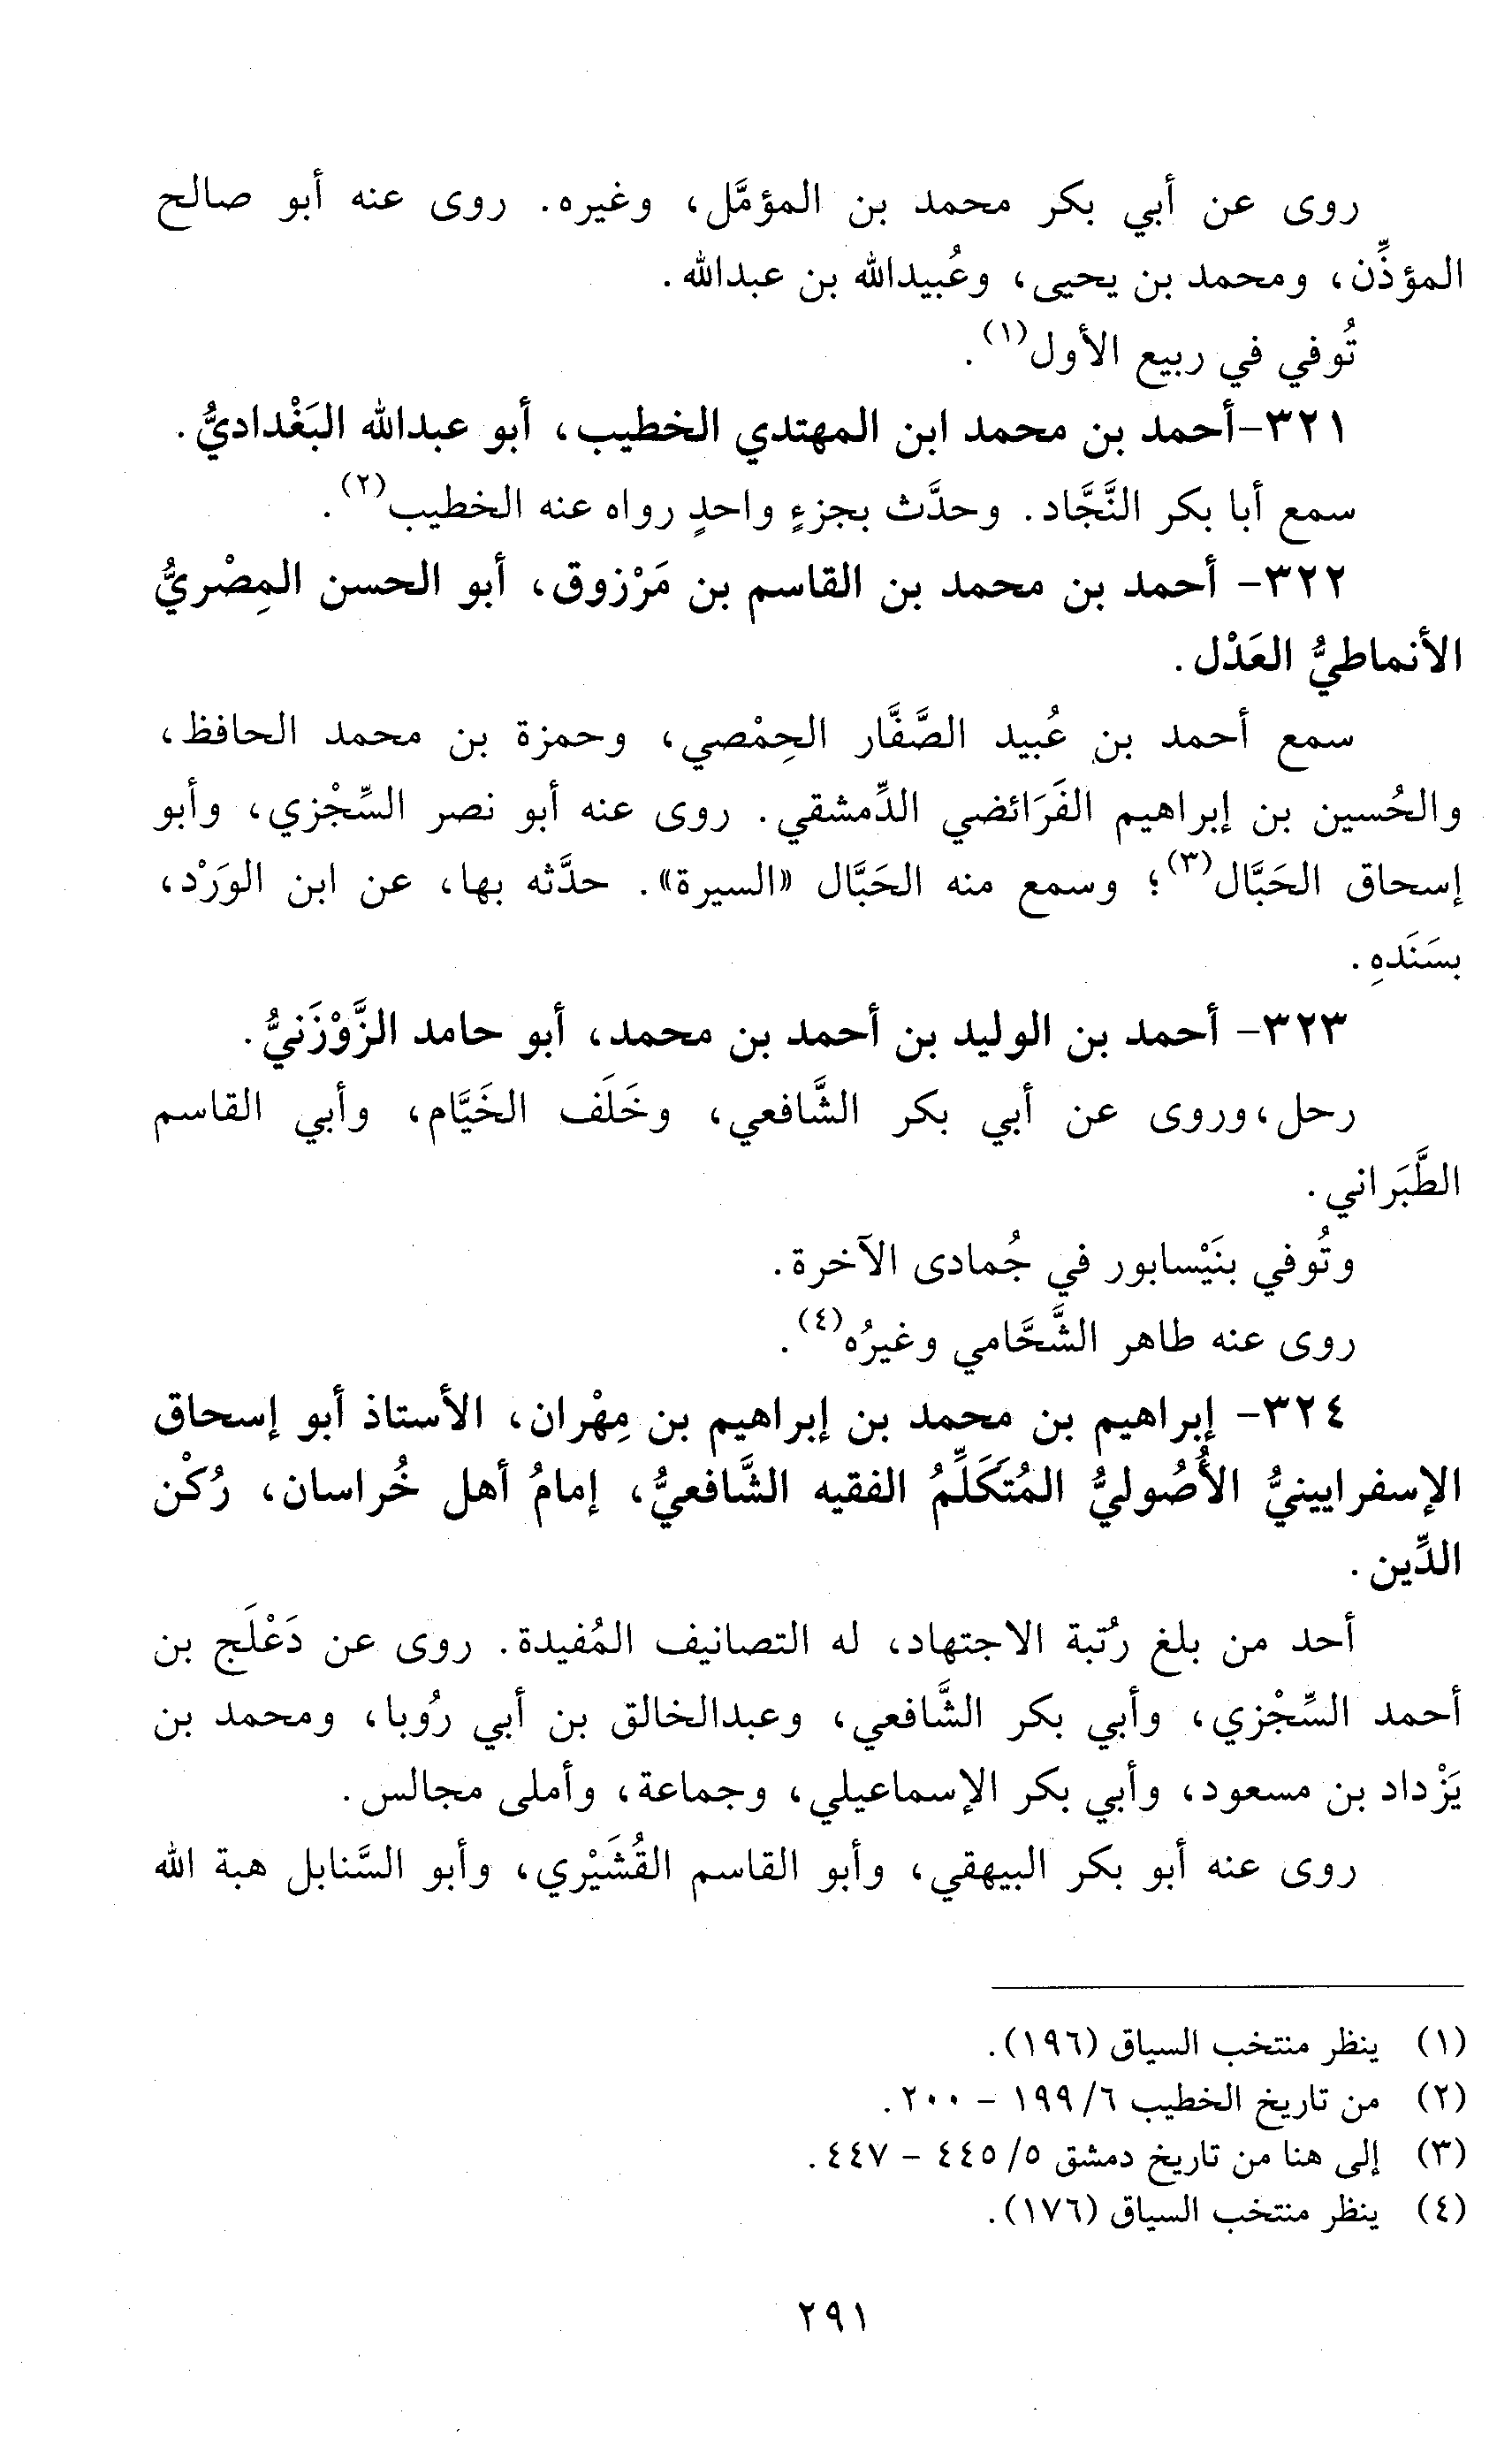 روى عن أبي بكر محمد بن المؤمَّل، وغيره. روى عنه أبو صالح
المؤذِّن، ومحمد بن يحيى، وعُبيدالله بن عبدالله.
تُوفي في ربيع الأول(١).
٣٢١-أحمد بن محمد ابن المهتدي الخطيب، أبو عبدالله البَغْداديُّ.
سمع أبا بكر النَّجَّاد. وحدَّث بجزءٍ واحدٍ رواه عنه الخطيب(٢).
٣٢٢- أحمد بن محمد بن القاسم بن مَرْزوق، أبو الحسن المِصْريُّ
الأنماطيُّ العَدْل.
سمع أحمد بن عُبيد الصَّفَّار الحِمْصي، وحمزة بن محمد الحافظ،
والحُسين بن إبراهيم الفَرَائضي الدِّمشقي. روى عنه أبو نصر السِّجْزي، وأبو
إسحاق الحَبَّال(٣)؛ وسمع منه الحَبَّال «السيرة». حدَّثه بها، عن ابن الوَرْد،
بسَنَدهِ.
٣٢٣- أحمد بن الوليد بن أحمد بن محمد، أبو حامد الزَّوْزَنيُّ.
رحل،وروى عن أبي بكر الشَّافعي، وخَلَف الخَيَّام، وأبي القاسم
الطَّبَراني.
وتُوفي بنَيْسابور في جُمادى الآخرة.
روى عنه طاهر الشَّحَّامي وغيرُه(٤).
٣٢٤- إبراهيم بن محمد بن إبراهيم بن مِهْران، الأستاذ أبو إسحاق
الإسفرايينيُّ الأُصُوليُّ المُتَكَلِّمُ الفقيه الشَّافعيُّ، إمامُ أهل خُراسان، رُكْن
الدِّين.
أحد من بلغ رُتبة الاجتهاد، له التصانيف المُفيدة. روى عن دَعْلَج بن
أحمد السِّجْزي، وأبي بكر الشَّافعي، وعبدالخالق بن أبي رُوبا، ومحمد بن
يَزْداد بن مسعود، وأبي بكر الإسماعيلي، وجماعة، وأملى مجالس.
روى عنه أبو بكر البيهقي، وأبو القاسم القُشَيْري، وأبو السَّنابل هبة الله
(١) ينظر منتخب السياق (١٩٦).
(٢) من تاريخ الخطيب ٦/ ١٩٩ - ٢٠٠.
(٣) إلى هنا من تاريخ دمشق ٥/ ٤٤٥ - ٤٤٧.
(٤) ينظر منتخب السياق (١٧٦).
٢٩١